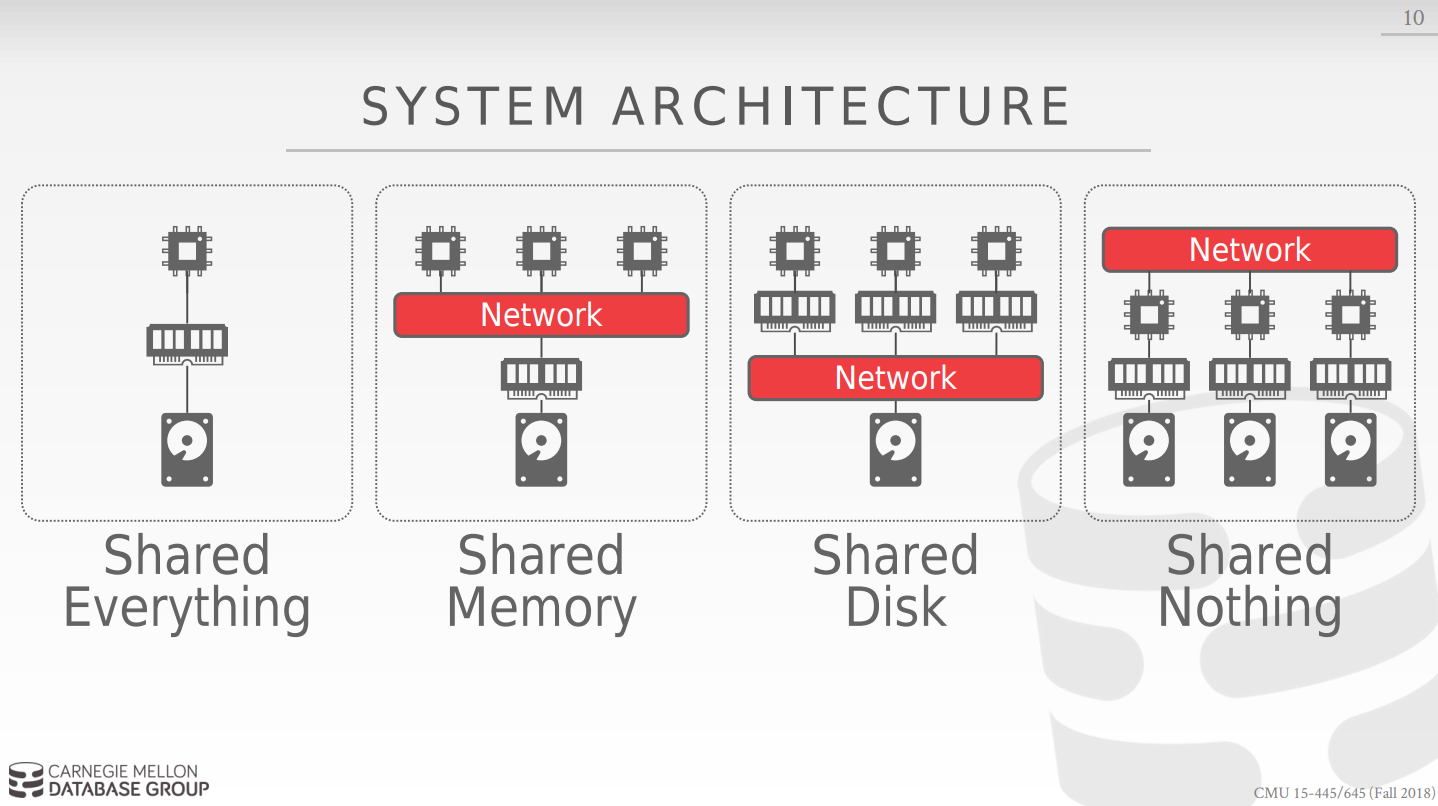 10
SYSTEM ARCHITECTURE
Network
Network
Network
Shared
Everything
Shared
Memory
Shared
Disk
Shared
Nothing
CARNEGIE MELLON
DATABASE GROUP
CMU 15-445/645 (Fall 2018)